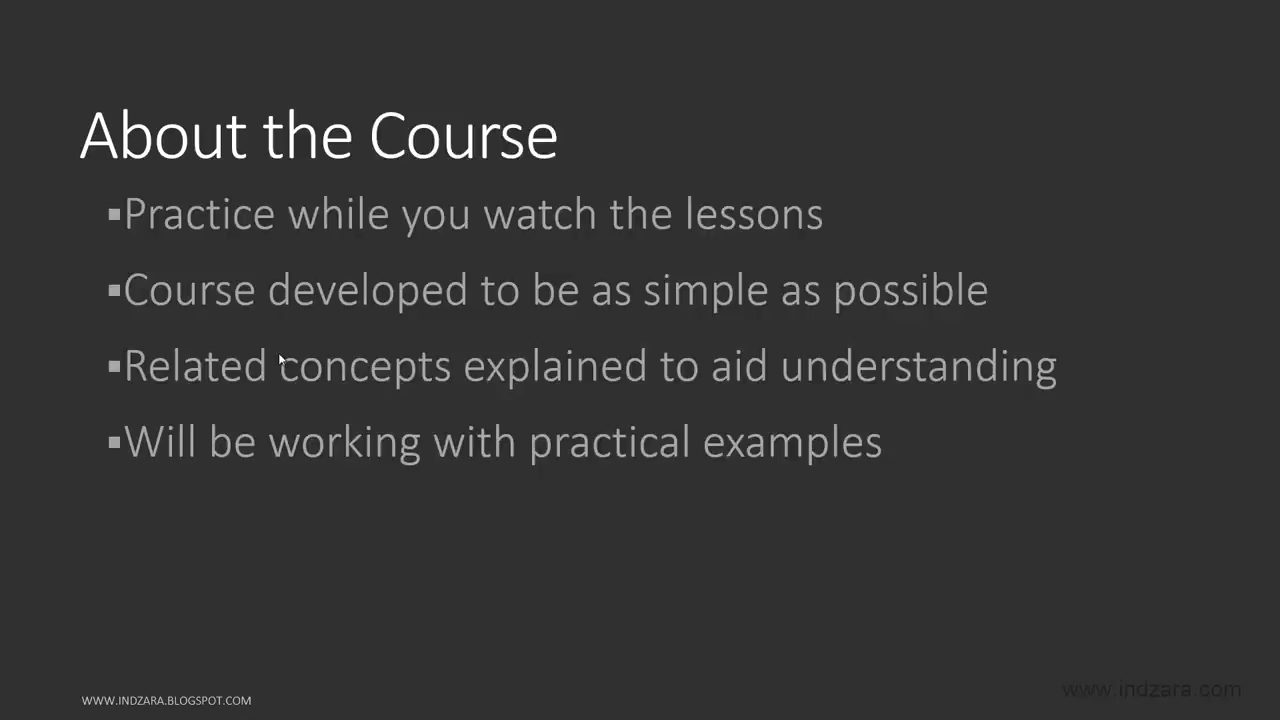 About the Course
▪Practice while you watch the lessons
▪Course developed to be as simple as possible
▪Related concepts explained to aid understanding
▪Will be working with practical examples
WWW.INDZARA.BLOGSPOT.COM
www.indzara.com